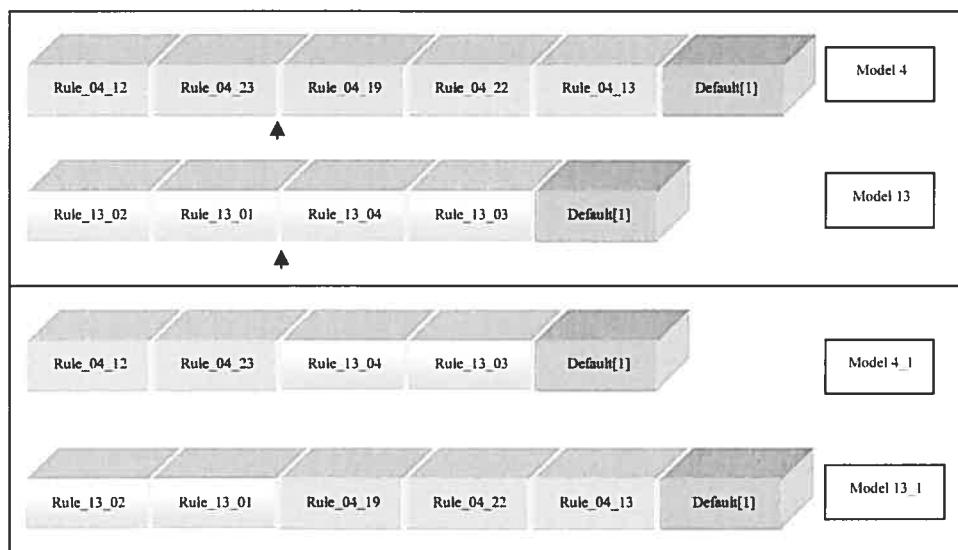 Rule_04_12 Rule_04_23 Rule_04_19 Rule_04_22 Rule_04_13 Default[1] Model 4
Rule_13_02 Rule_13_01 Rule_13_04 Rule_13_03 Default[1] Model 13
Rule_04_12 Rule_04_23 Rule_13_04 Rule_13_03 Default[1] Model 4_1
Rule_13_02 Rule_13_01 Rule_04_19 Rule_04_22 Rule_04_13 Default[1] Model 13_1